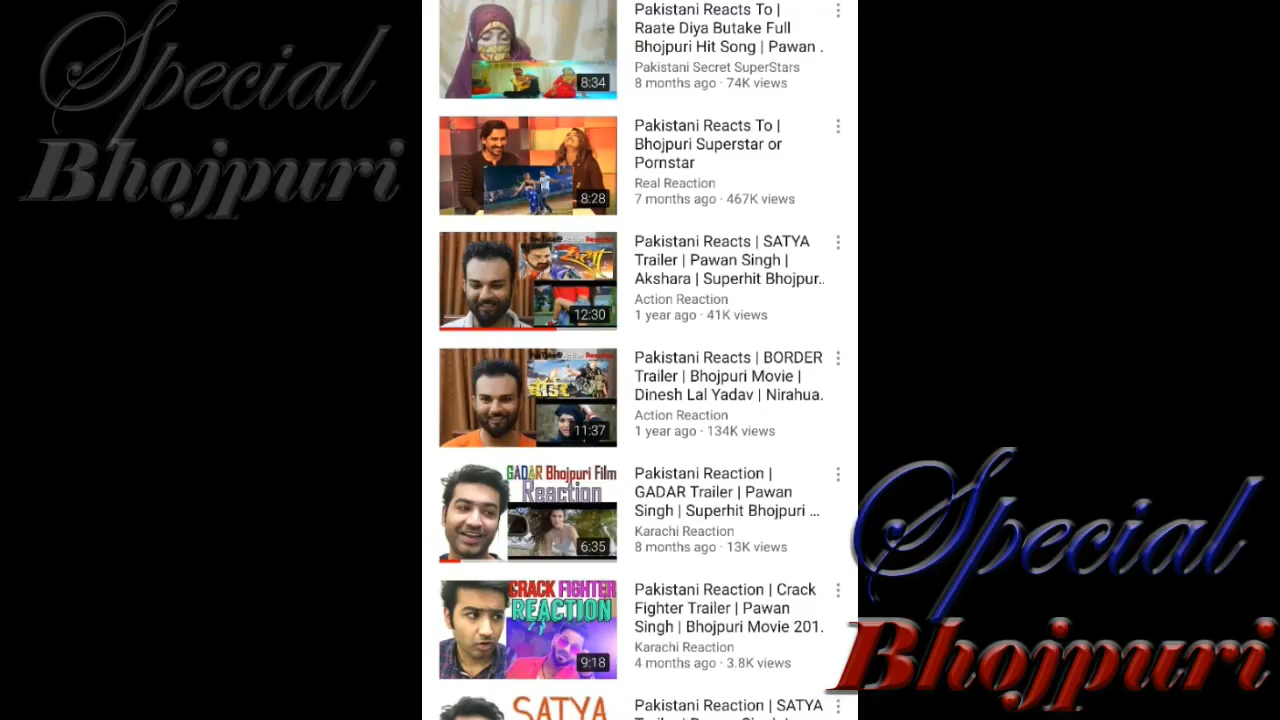 Special
Bhojpuri
Pakistani Reacts To |
Raate Diya Butake Full
Bhojpuri Hit Song | Pawan .
Pakistani Secret SuperStars
8 months ago · 74K views
8:34
Pakistani Reacts To |
Bhojpuri Superstar or
Pornstar
Real Reaction
7 months ago · 467K views
8:28
Pakistani Reacts | SATYA
Trailer | Pawan Singh |
Akshara | Superhit Bhojpur..
Action Reaction
1 year ago · 41K views
सत्या
12:30
Pakistani Reacts | BORDER
Trailer | Bhojpuri Movie |
Dinesh Lal Yadav | Nirahua.
Action Reaction
1 year ago · 134K views
बॉर्डर
11:37
GADAR Bhojpuri Film
Reaction
6:35
Pakistani Reaction |
GADAR Trailer | Pawan
Singh | Superhit Bhojpuri ...
Karachi Reaction
8 months ago · 13K views
CRACK FIGHTER
REACTION
9:18
Pakistani Reaction | Crack
Fighter Trailer | Pawan
Singh | Bhojpuri Movie 201.
Karachi Reaction
4 months ago · 3.8K views
SATYA
Pakistani Reaction | SATYA
Special
Bhojpuri